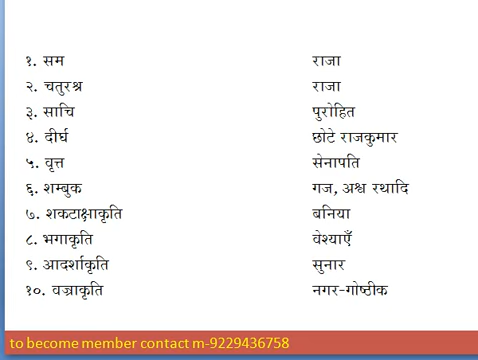 १. सम राजा
२. चतुरश्र राजा
३. साचि पुरोहित
४. दीर्घ छोटे राजकुमार
५. वृत्त सेनापति
६. शम्बुक गज, अश्व रथादि
७. शकटाक्षाकृति बनिया
८. भगाकृति वेश्याएँ
९. आदर्शाकृति सुनार
१०. वज्राकृति नगर-गोष्ठीक
to become member contact m-9229436758